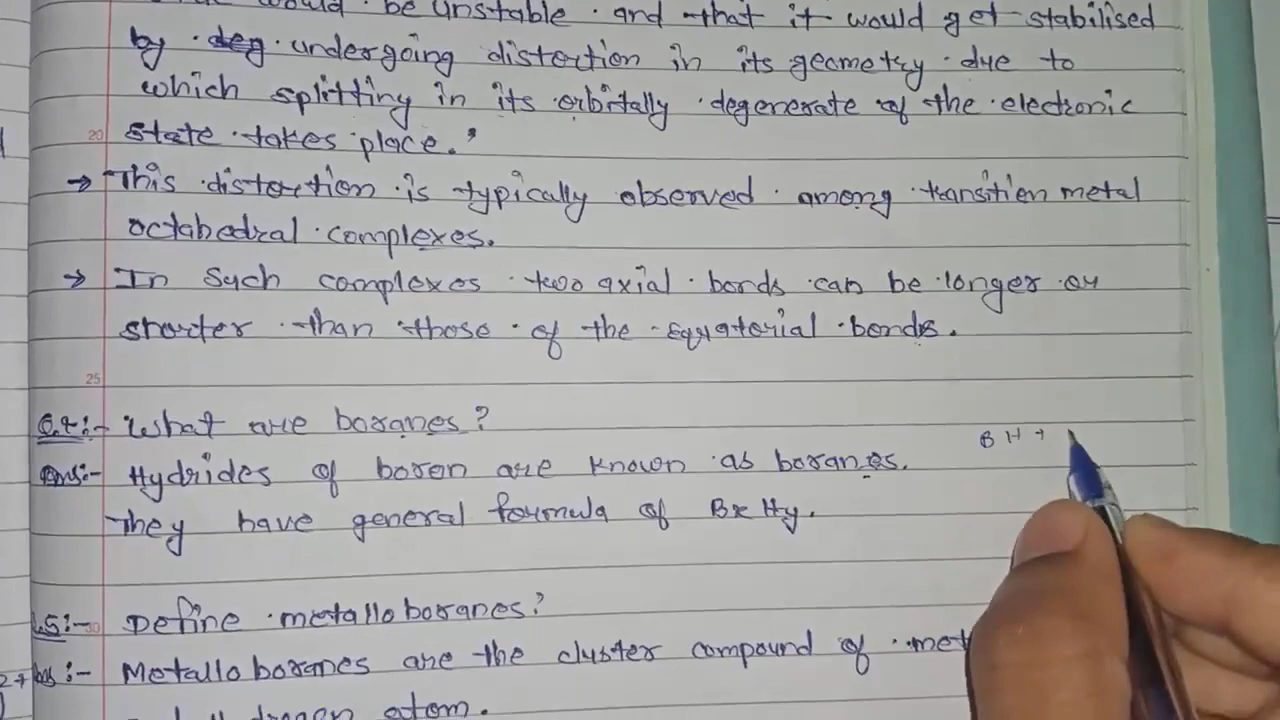 would be unstable and that it would get stabilised
by deg undergoing distortion in its geometry due to
which splitting in its orbitally degenerate of the electronic
20 state takes place.'
→ This distortion is typically observed among transition metal
octahedral complexes.
→ In such complexes two axial bonds can be longer or
shorter than those of the equatorial bonds.
25
What are boranes?
Ans:- Hydrides of boron are known as boranes.
B H +
They have general formula of BxHy.
5:- Define metalloboranes?
Ans:- Metalloboranes are the cluster compound of met
atom.